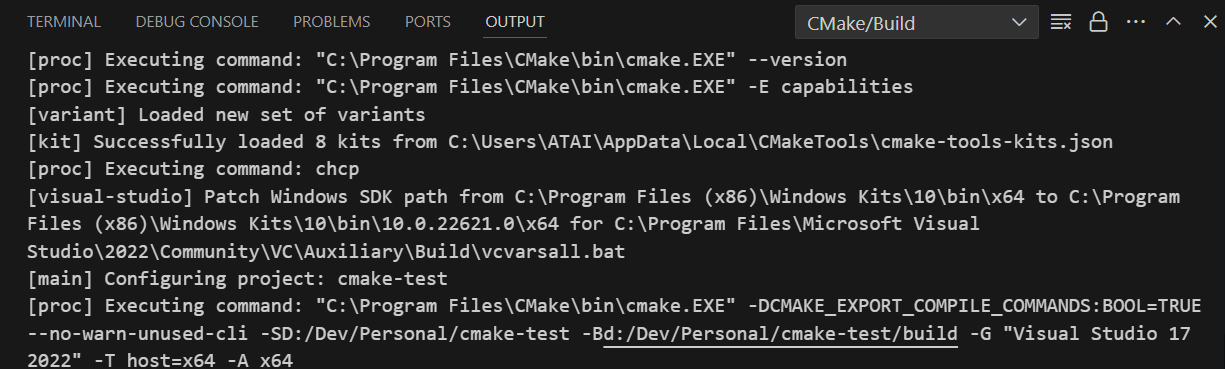 TERMINAL DEBUG CONSOLE PROBLEMS PORTS OUTPUT CMake/Build
[proc] Executing command: "C:\Program Files\CMake\bin\cmake.EXE" --version
[proc] Executing command: "C:\Program Files\CMake\bin\cmake.EXE" -E capabilities
[variant] Loaded new set of variants
[kit] Successfully loaded 8 kits from C:\Users\ATAI\AppData\Local\CMakeTools\cmake-tools-kits.json
[proc] Executing command: chcp
[visual-studio] Patch Windows SDK path from C:\Program Files (x86)\Windows Kits\10\bin\x64 to C:\Program
Files (x86)\Windows Kits\10\bin\10.0.22621.0\x64 for C:\Program Files\Microsoft Visual
Studio\2022\Community\VC\Auxiliary\Build\vcvarsall.bat
[main] Configuring project: cmake-test
[proc] Executing command: "C:\Program Files\CMake\bin\cmake.EXE" -DCMAKE_EXPORT_COMPILE_COMMANDS:BOOL=TRUE
--no-warn-unused-cli -SD:/Dev/Personal/cmake-test -Bd:/Dev/Personal/cmake-test/build -G "Visual Studio 17
2022" -T host=x64 -A x64